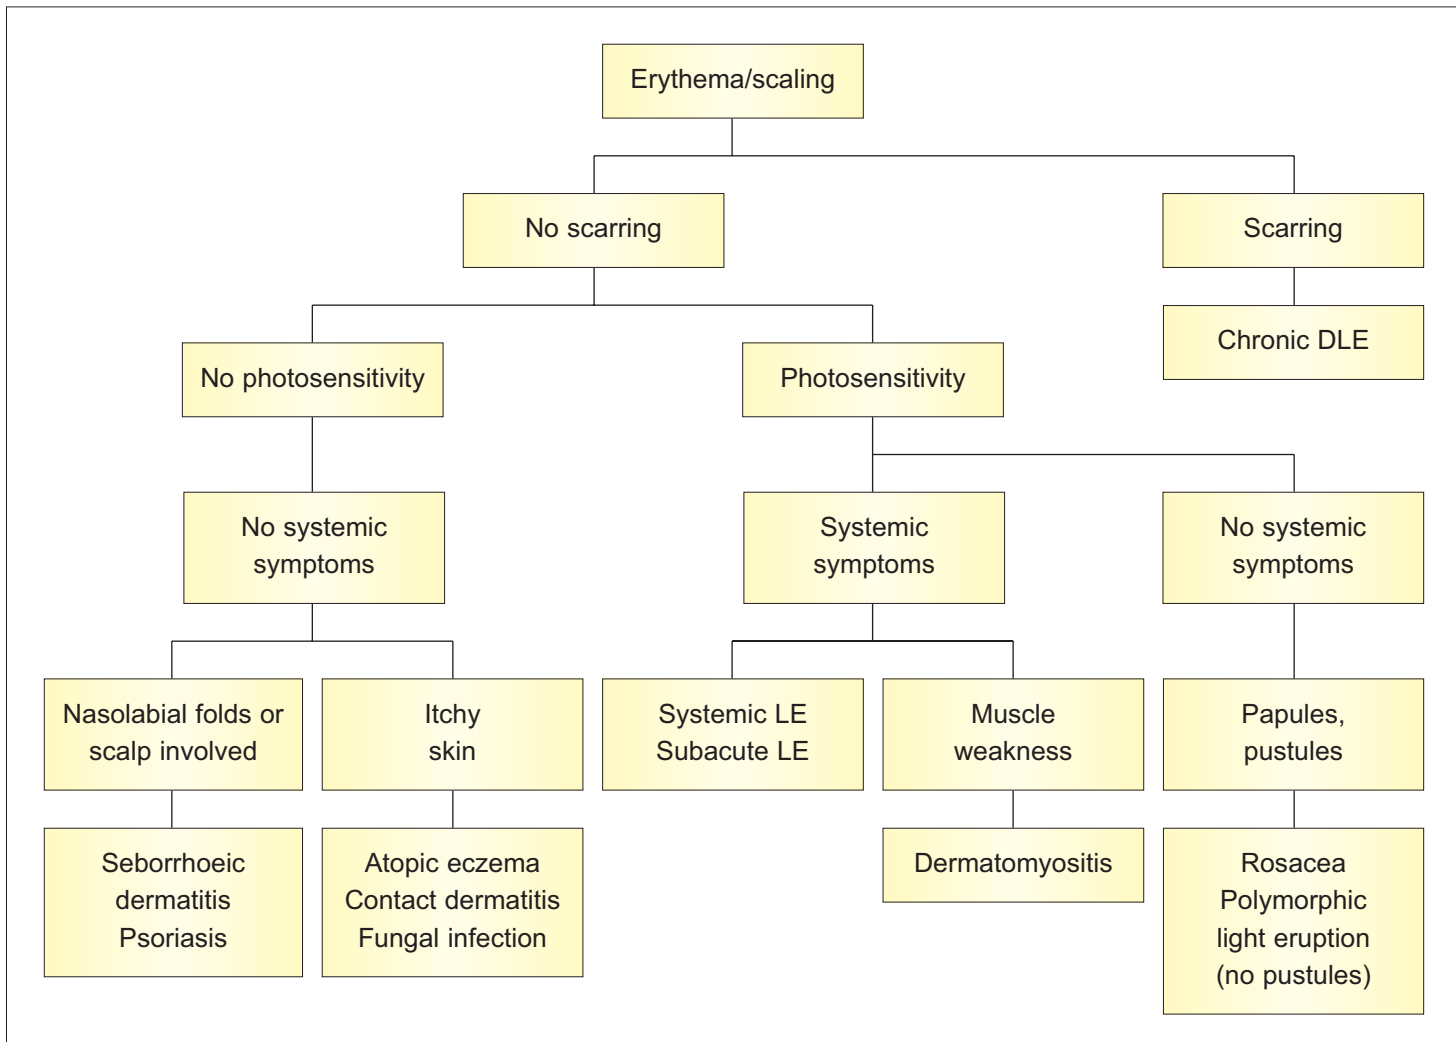 Erythema/scaling
No scarring
Scarring
Chronic DLE
No photosensitivity
Photosensitivity
No systemic
symptoms
Systemic
symptoms
No systemic
symptoms
Nasolabial folds or
scalp involved
Itchy
skin
Systemic LE
Subacute LE
Muscle
weakness
Papules,
pustules
Seborrhoeic
dermatitis
Psoriasis
Atopic eczema
Contact dermatitis
Fungal infection
Dermatomyositis
Rosacea
Polymorphic
light eruption
(no pustules)